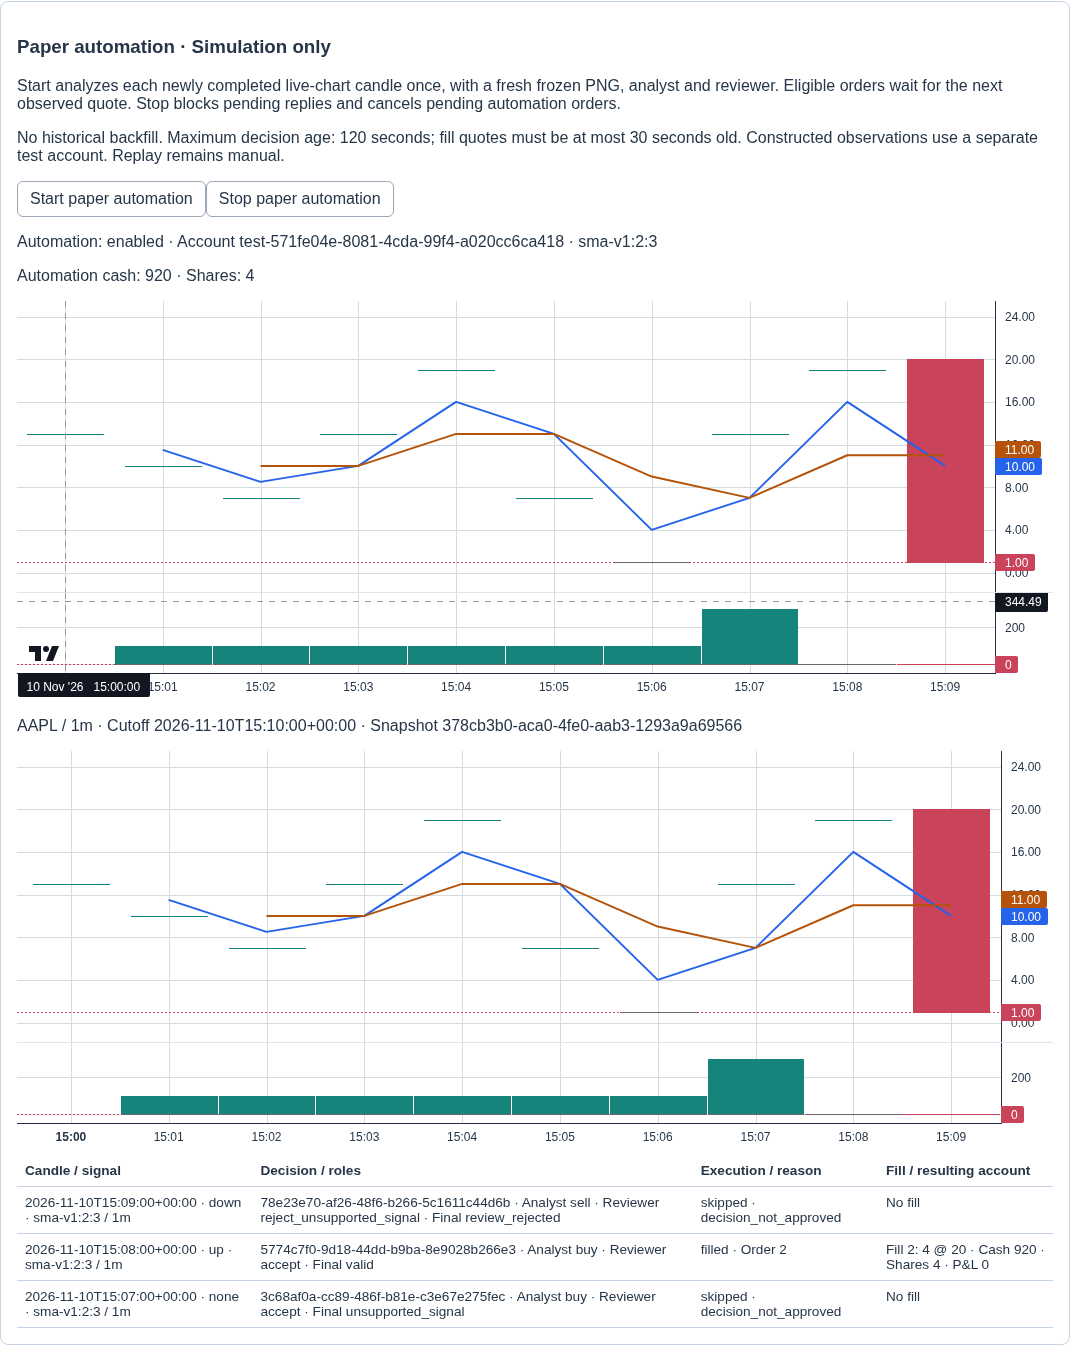 Paper automation · Simulation only
Start analyzes each newly completed live-chart candle once, with a fresh frozen PNG, analyst and reviewer. Eligible orders wait for the next
observed quote. Stop blocks pending replies and cancels pending automation orders.
No historical backfill. Maximum decision age: 120 seconds; fill quotes must be at most 30 seconds old. Constructed observations use a separate
test account. Replay remains manual.
Start paper automation Stop paper automation
Automation: enabled · Account test-571fe04e-8081-4cda-99f4-a020cc6ca418 · sma-v1:2:3
Automation cash: 920 · Shares: 4
24.00
20.00
16.00
11.00
10.00
8.00
4.00
1.00
0.00
344.49
200
0
10 Nov '26 15:00:00 15:01 15:02 15:03 15:04 15:05 15:06 15:07 15:08 15:09
AAPL / 1m · Cutoff 2026-11-10T15:10:00+00:00 · Snapshot 378cb3b0-aca0-4fe0-aab3-1293a9a69566
24.00
20.00
16.00
11.00
10.00
8.00
4.00
1.00
0.00
200
0
15:00 15:01 15:02 15:03 15:04 15:05 15:06 15:07 15:08 15:09
Candle / signal Decision / roles Execution / reason Fill / resulting account
2026-11-10T15:09:00+00:00 · down 78e23e70-af26-48f6-b266-5c1611c44d6b · Analyst sell · Reviewer skipped · No fill
· sma-v1:2:3 / 1m reject_unsupported_signal · Final review_rejected decision_not_approved
2026-11-10T15:08:00+00:00 · up · 5774c7f0-9d18-44dd-b9ba-8e9028b266e3 · Analyst buy · Reviewer filled · Order 2 Fill 2: 4 @ 20 · Cash 920 ·
sma-v1:2:3 / 1m accept · Final valid Shares 4 · P&L 0
2026-11-10T15:07:00+00:00 · none 3c68af0a-cc89-486f-b81e-c3e67e275fec · Analyst buy · Reviewer skipped · No fill
· sma-v1:2:3 / 1m accept · Final unsupported_signal decision_not_approved